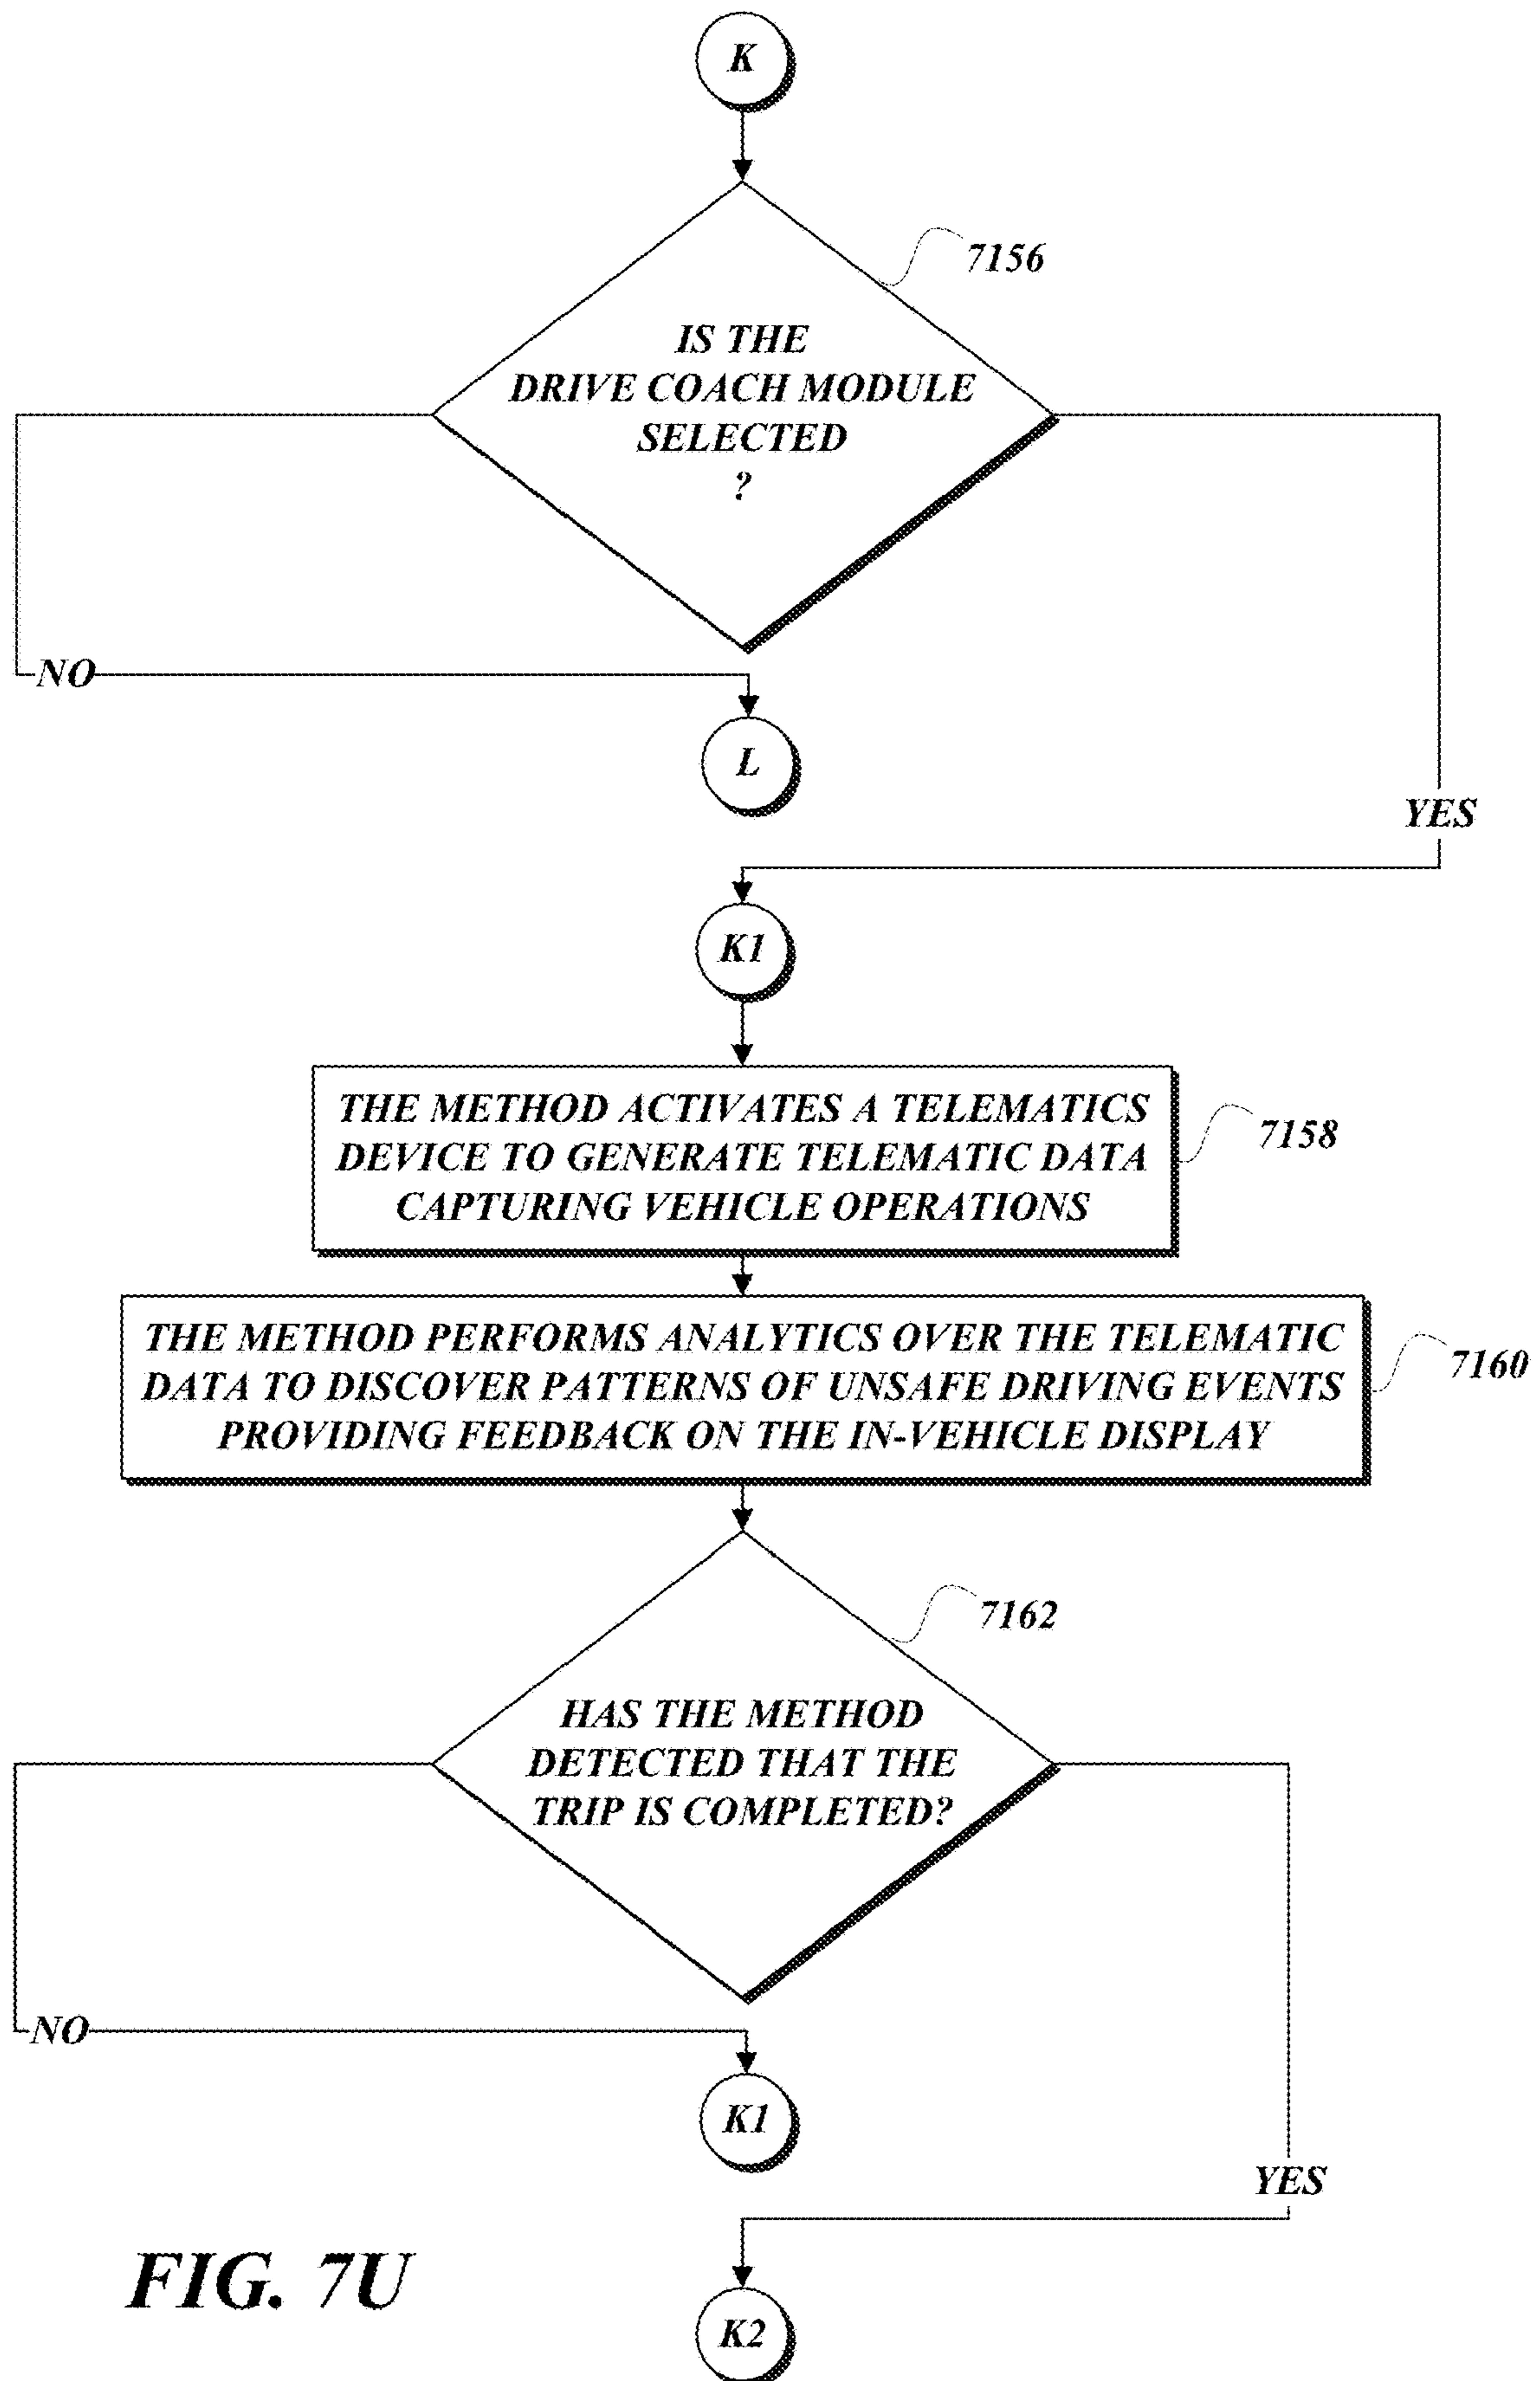 K
7156
IS THE
DRIVE COACH MODULE
SELECTED
?
NO
L
YES
K1
THE METHOD ACTIVATES A TELEMATICS
DEVICE TO GENERATE TELEMATIC DATA
CAPTURING VEHICLE OPERATIONS
7158
THE METHOD PERFORMS ANALYTICS OVER THE TELEMATIC
DATA TO DISCOVER PATTERNS OF UNSAFE DRIVING EVENTS
PROVIDING FEEDBACK ON THE IN-VEHICLE DISPLAY
7160
7162
HAS THE METHOD
DETECTED THAT THE
TRIP IS COMPLETED?
NO
K1
YES
K2
FIG. 7U